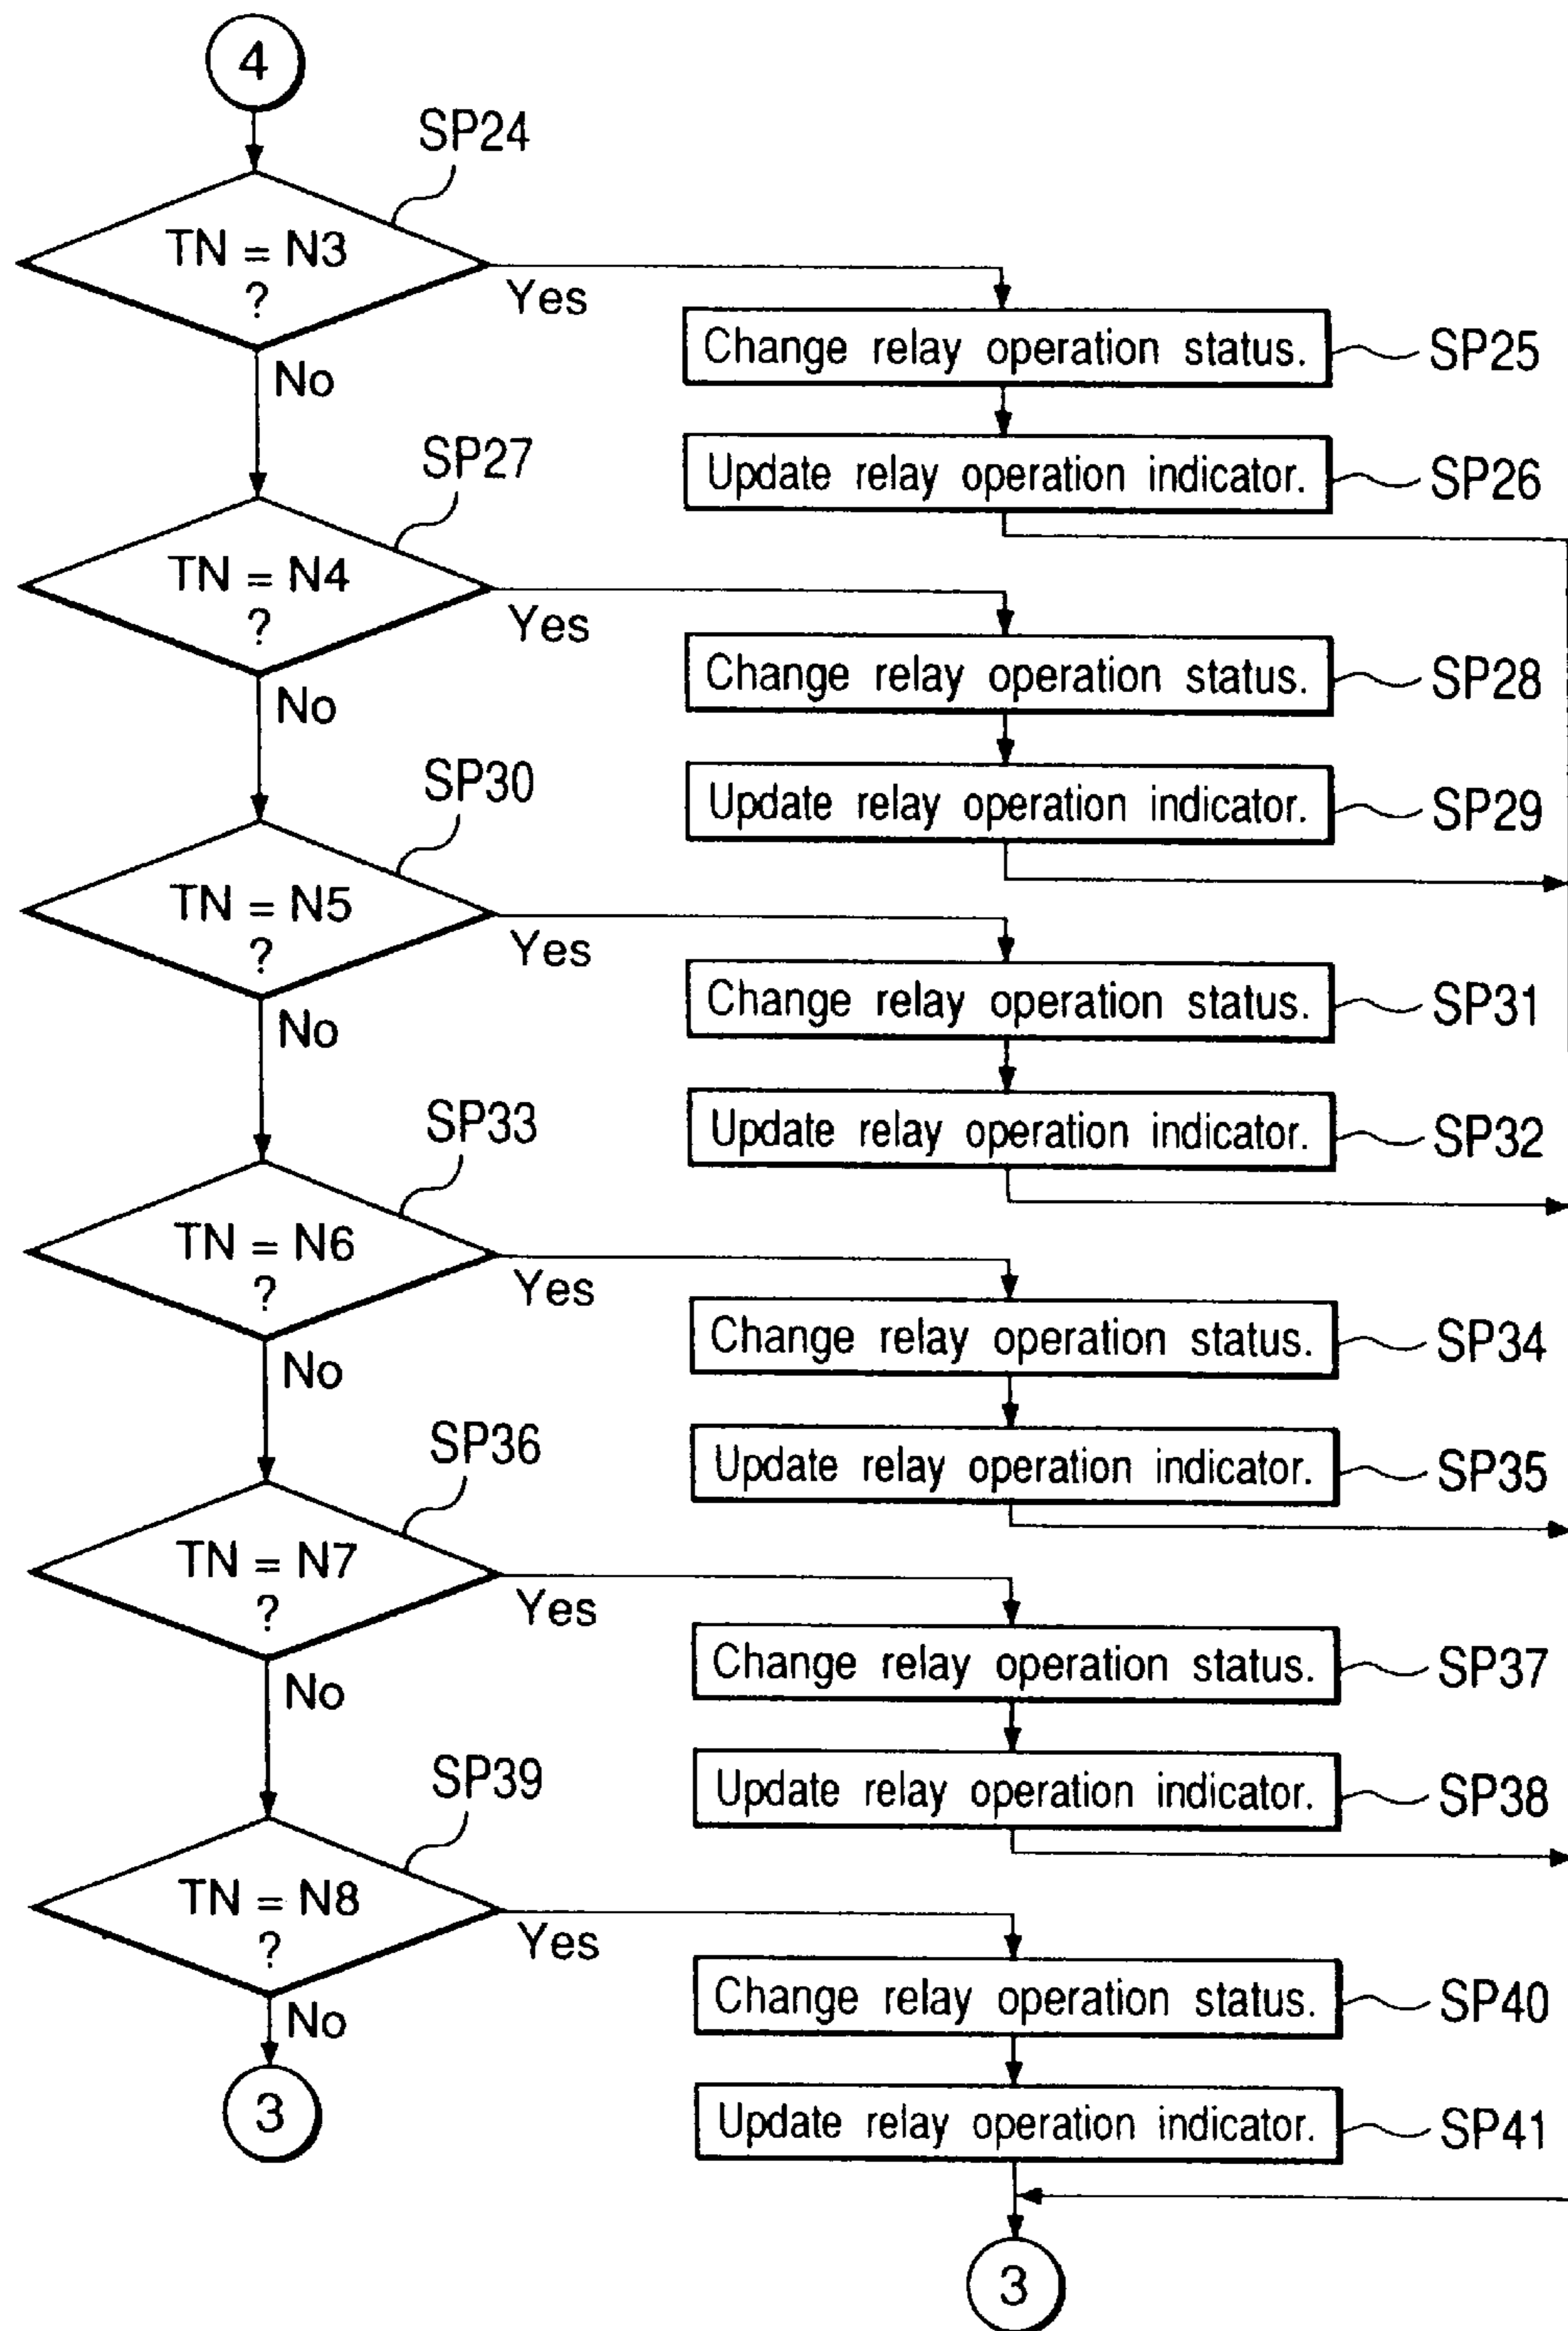 4
SP24
TN = N3
?
Yes
No
Change relay operation status.
SP25
Update relay operation indicator.
SP26
SP27
TN = N4
?
Yes
No
Change relay operation status.
SP28
Update relay operation indicator.
SP29
SP30
TN = N5
?
Yes
No
Change relay operation status.
SP31
Update relay operation indicator.
SP32
SP33
TN = N6
?
Yes
No
Change relay operation status.
SP34
Update relay operation indicator.
SP35
SP36
TN = N7
?
Yes
No
Change relay operation status.
SP37
Update relay operation indicator.
SP38
SP39
TN = N8
?
Yes
No
Change relay operation status.
SP40
3
Update relay operation indicator.
SP41
3